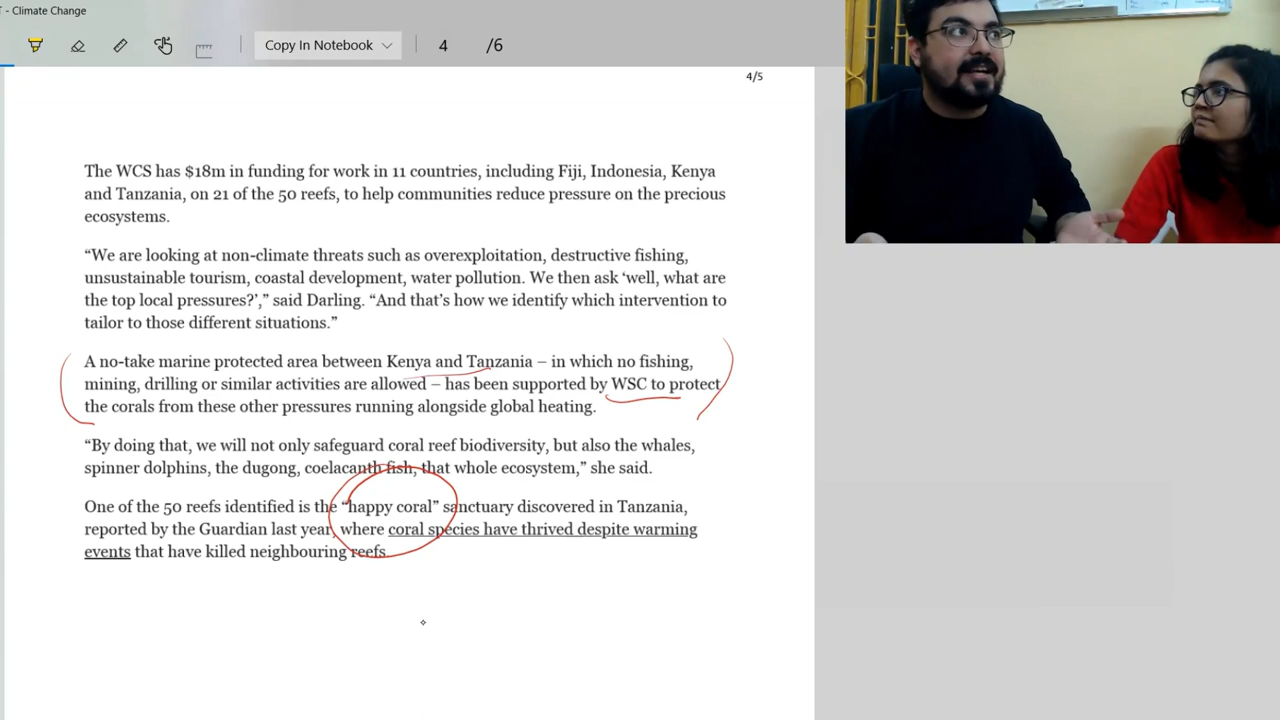 - Climate Change
Copy In Notebook
4
/6
4/5
The WCS has $18m in funding for work in 11 countries, including Fiji, Indonesia, Kenya
and Tanzania, on 21 of the 50 reefs, to help communities reduce pressure on the precious
ecosystems.
“We are looking at non-climate threats such as overexploitation, destructive fishing,
unsustainable tourism, coastal development, water pollution. We then ask ‘well, what are
the top local pressures?’,” said Darling. “And that’s how we identify which intervention to
tailor to those different situations.”
A no-take marine protected area between Kenya and Tanzania – in which no fishing,
mining, drilling or similar activities are allowed – has been supported by WSC to protect
the corals from these other pressures running alongside global heating.
“By doing that, we will not only safeguard coral reef biodiversity, but also the whales,
spinner dolphins, the dugong, coelacanth fish, that whole ecosystem,” she said.
One of the 50 reefs identified is the “happy coral” sanctuary discovered in Tanzania,
reported by the Guardian last year, where coral species have thrived despite warming
events that have killed neighbouring reefs.